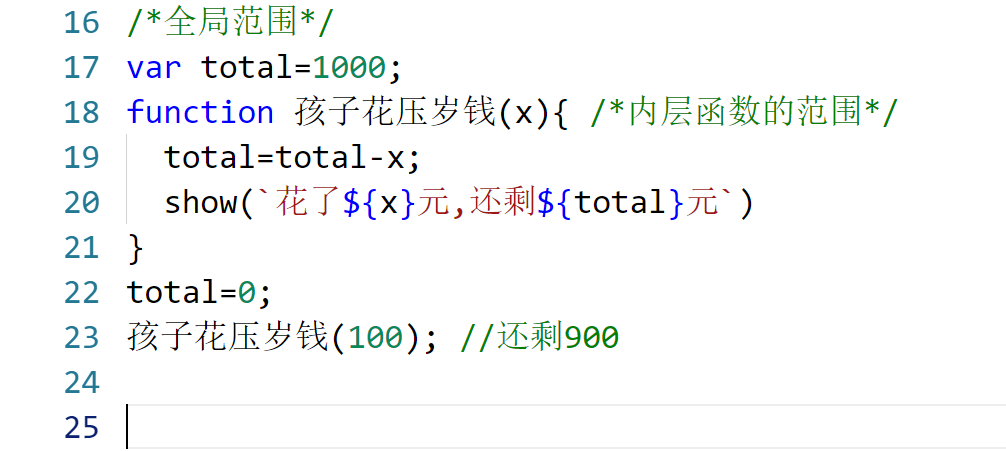 16 /*全局范围*/
17 var total=1000;
18 function 孩子花压岁钱(x){ /*内层函数的范围*/
19 total=total-x;
20 show(`花了${x}元,还剩${total}元`)
21 }
22 total=0;
23 孩子花压岁钱(100); //还剩900
24
25